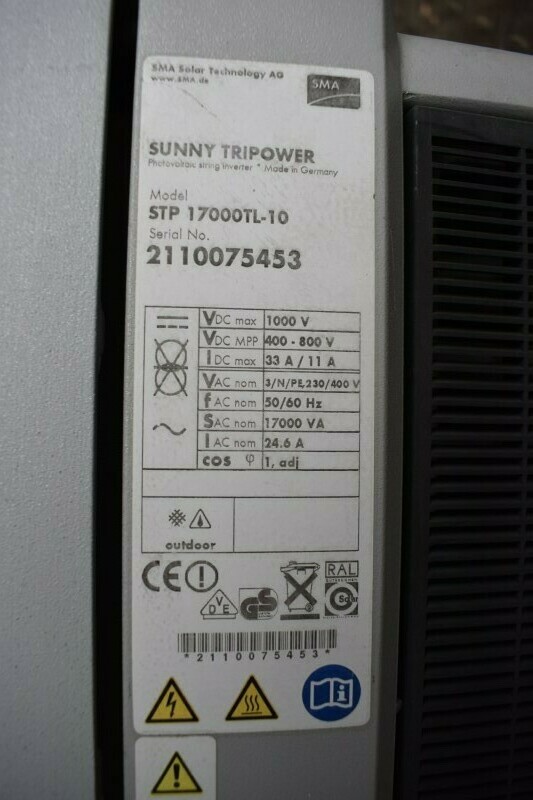 SMA Solar Technology AG
www.SMA.de
SMA
SUNNY TRIPOWER
Photovoltaic string inverter * Made in Germany
Model
STP 17000TL-10
Serial No.
2110075453
VDC max 1000 V
VDC MPP 400 - 800 V
IDC max 33 A / 11 A
VAC nom 3/N/PE,230/400 V
fAC nom 50/60 Hz
SAC nom 17000 VA
IAC nom 24.6 A
cos φ 1, adj
outdoor
CE
RAL
Solar
VDE
GS
*2110075453*